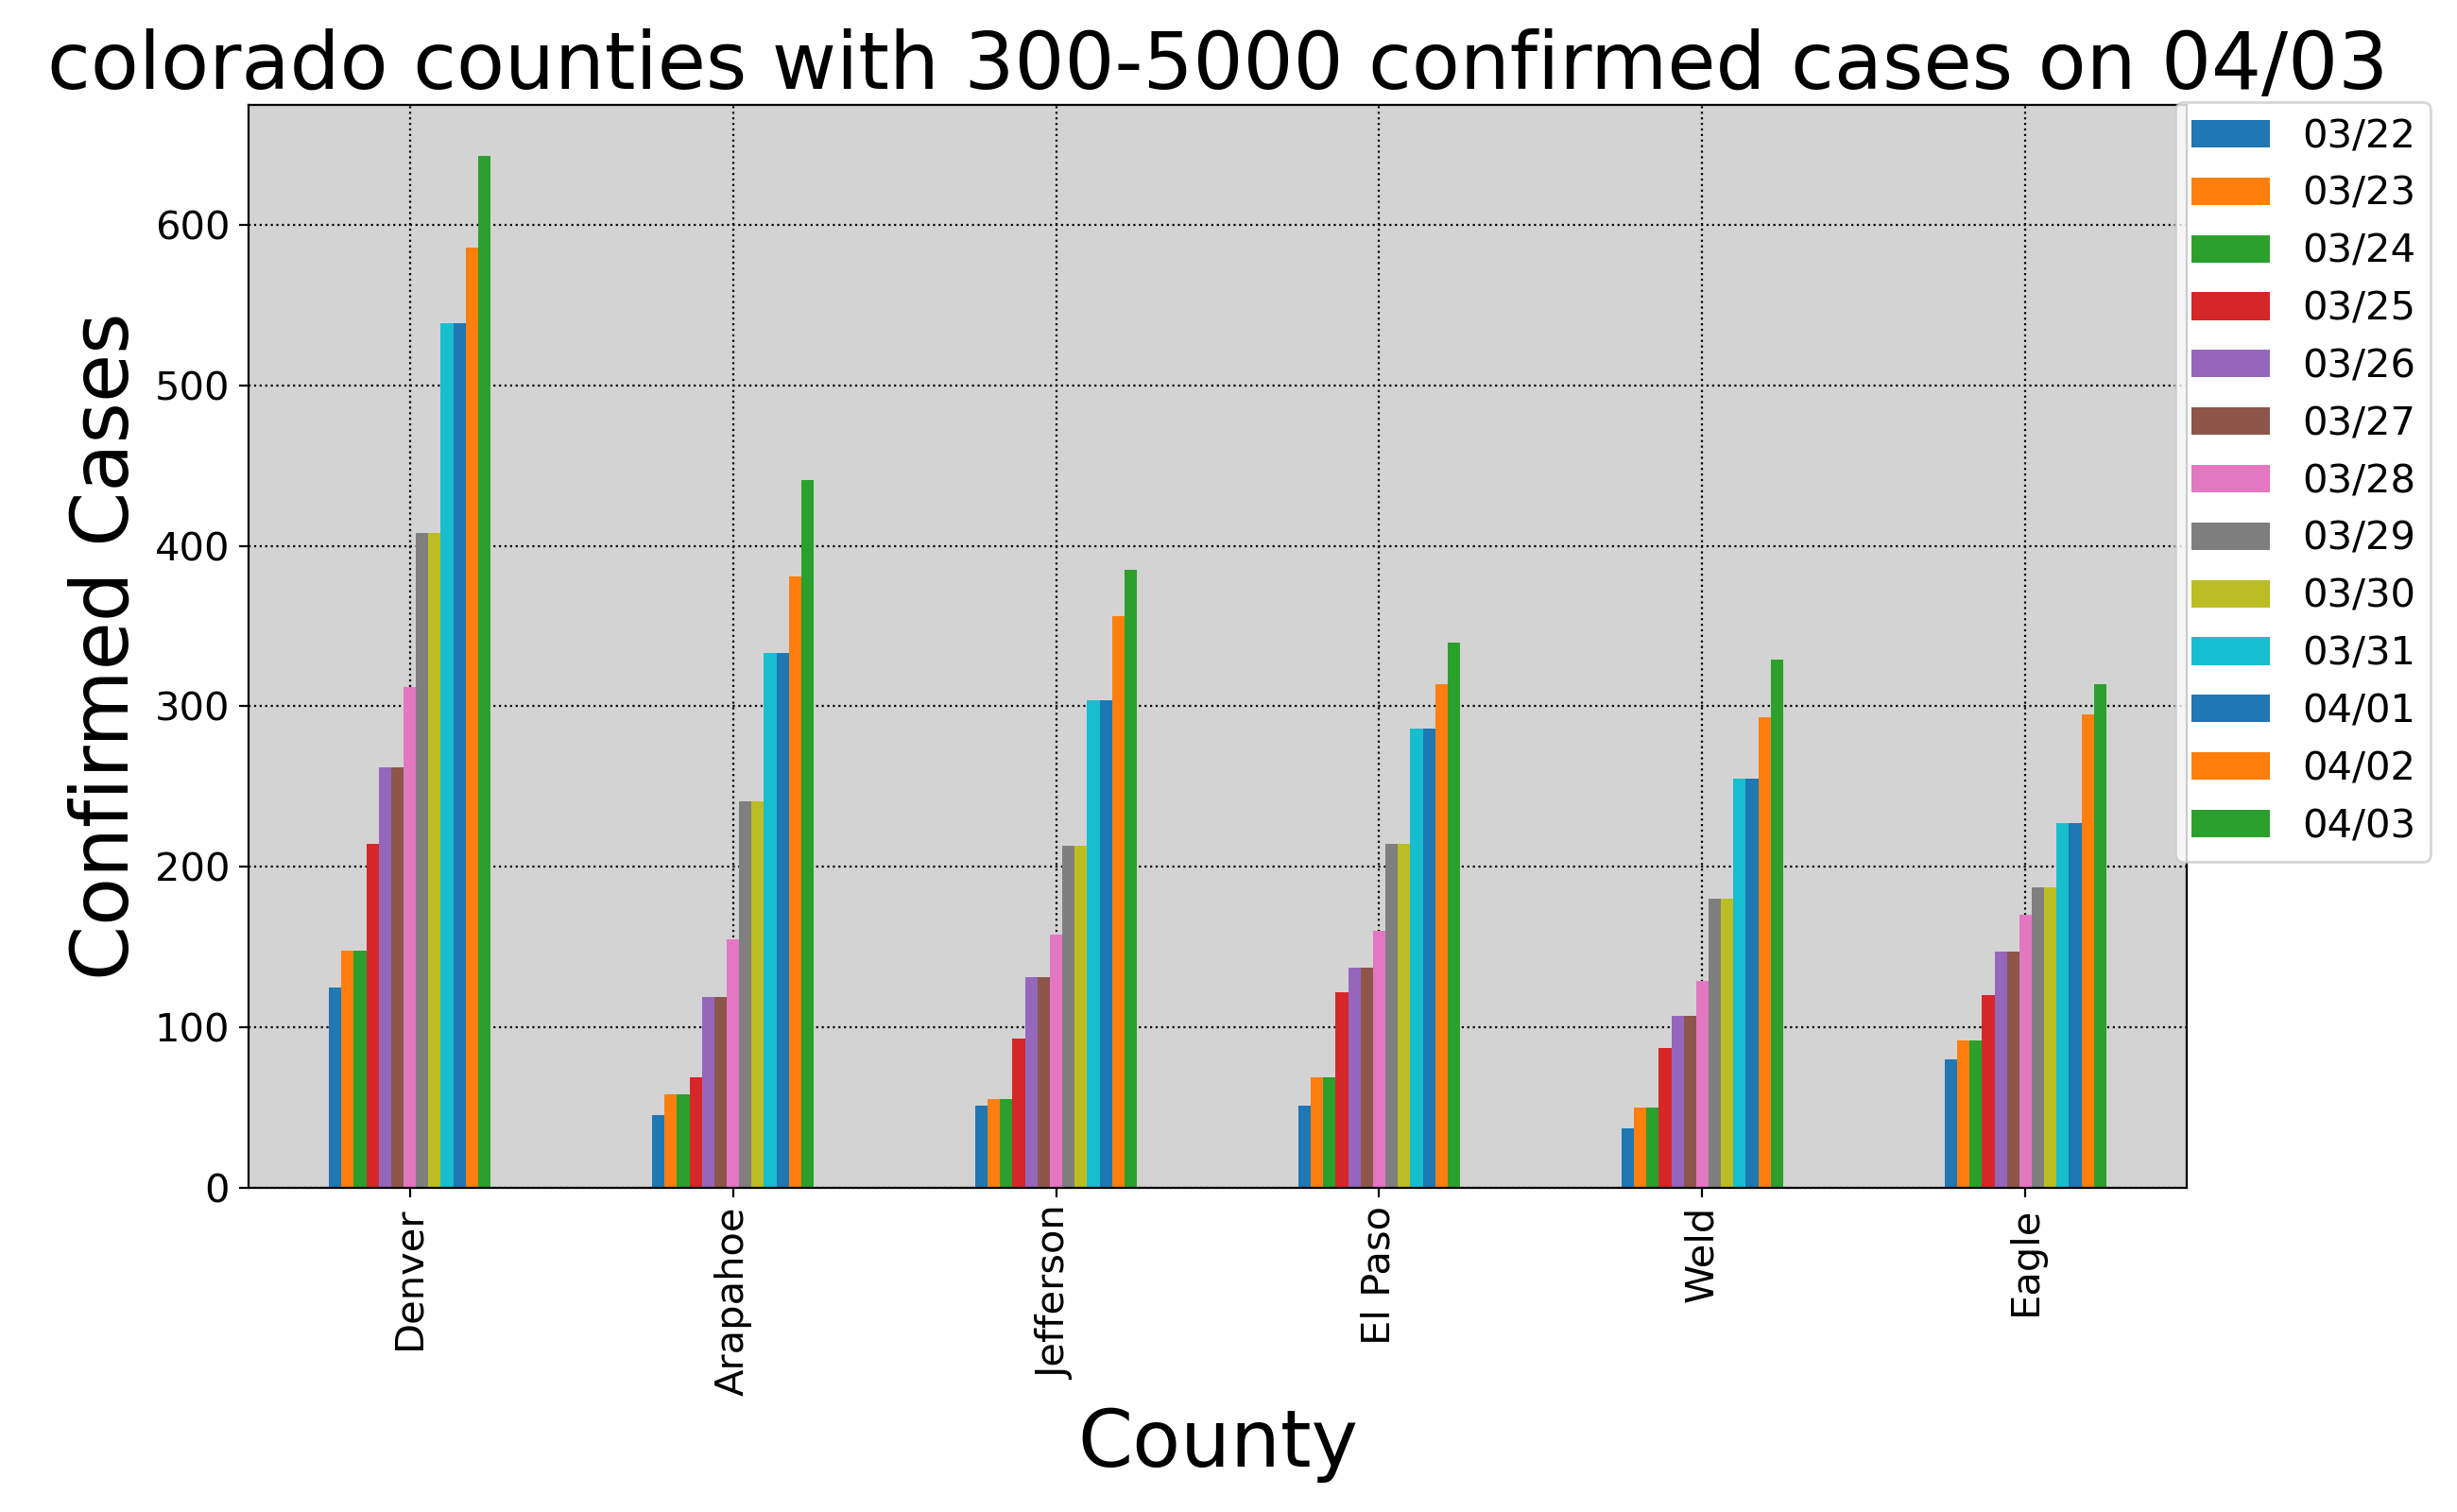 colorado counties with 300-5000 confirmed cases on 04/03
Confirmed Cases
600
500
400
300
200
100
0
03/22
03/23
03/24
03/25
03/26
03/27
03/28
03/29
03/30
03/31
04/01
04/02
04/03
Denver
Arapahoe
Jefferson
El Paso
Weld
Eagle
County